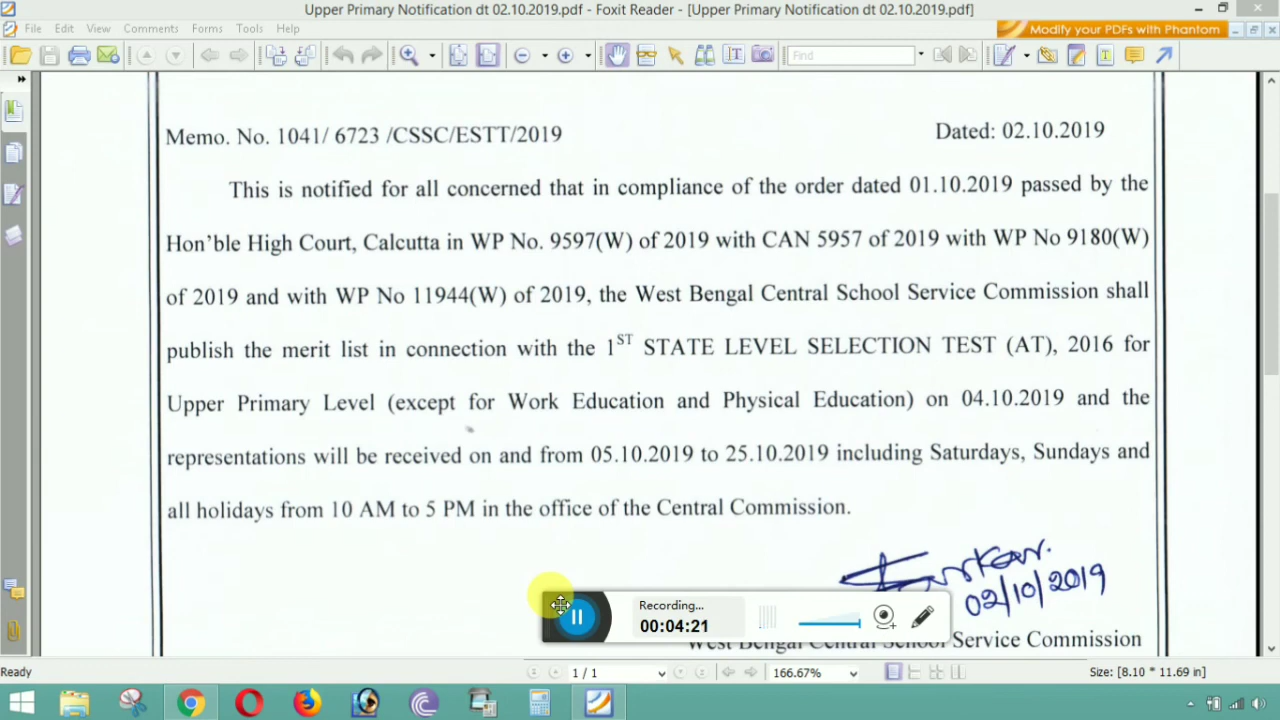 Upper Primary Notification dt 02.10.2019.pdf - Foxit Reader - [Upper Primary Notification dt 02.10.2019.pdf]
File Edit View Comments Forms Tools Help
Modify your PDFs with Phantom
Find
Memo. No. 1041/ 6723 /CSSC/ESTT/2019
Dated: 02.10.2019
This is notified for all concerned that in compliance of the order dated 01.10.2019 passed by the
Hon'ble High Court, Calcutta in WP No. 9597(W) of 2019 with CAN 5957 of 2019 with WP No 9180(W)
of 2019 and with WP No 11944(W) of 2019, the West Bengal Central School Service Commission shall
publish the merit list in connection with the 1ST STATE LEVEL SELECTION TEST (AT), 2016 for
Upper Primary Level (except for Work Education and Physical Education) on 04.10.2019 and the
representations will be received on and from 05.10.2019 to 25.10.2019 including Saturdays, Sundays and
all holidays from 10 AM to 5 PM in the office of the Central Commission.
02/10/2019
Recording...
00:04:21
West Bengal Central School Service Commission
Ready
1 / 1
166.67%
Size: [8.10 * 11.69 in]